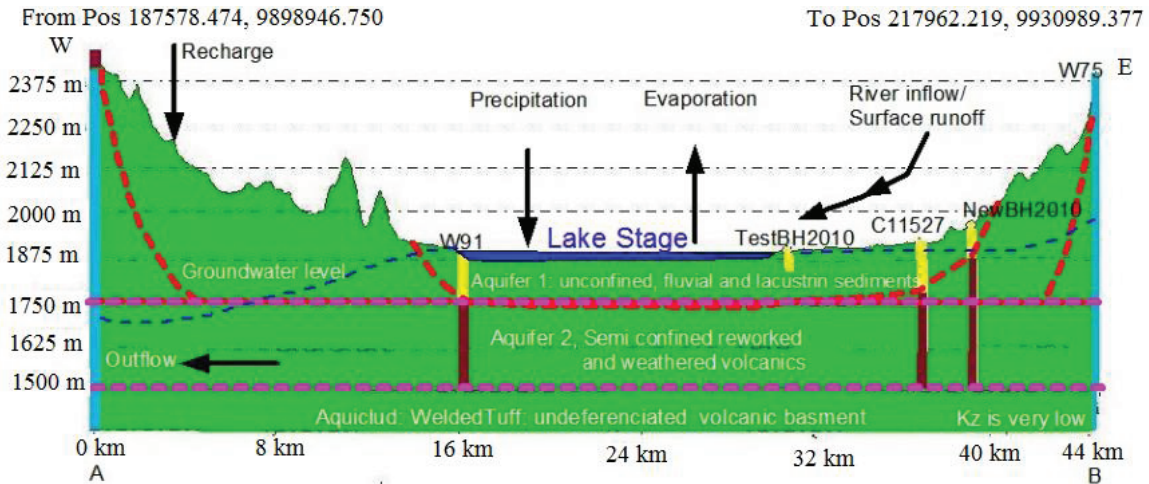 From Pos 187578.474, 9898946.750
To Pos 217962.219, 9930989.377
W
E
Recharge
Precipitation
Evaporation
River inflow/
Surface runoff
W75
2375 m
2250 m
2125 m
2000 m
1875 m
1750 m
1625 m
1500 m
W91
Lake Stage
TestBH2010
C11527
NewBH2010
Groundwater level
Aquifer 1: unconfined, fluvial and lacustrin sediments
Aquifer 2, Semi confined reworked
and weathered volcanics
Outflow
Aquiclud: WeldedTuff: undeferenciated volcanic basment
Kz is very low
0 km
8 km
16 km
24 km
32 km
40 km
44 km
A
B